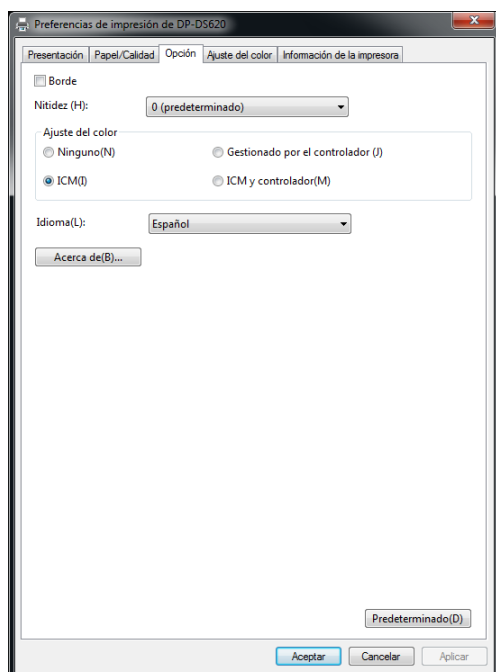 Preferencias de impresión de DP-DS620
Presentación Papel/Calidad Opción Ajuste del color Información de la impresora
Borde
Nitidez (H): 0 (predeterminado)
Ajuste del color
Ninguno(N) Gestionado por el controlador (J)
ICM(I) ICM y controlador(M)
Idioma(L): Español
Acerca de(B)...
Predeterminado(D)
Aceptar Cancelar Aplicar